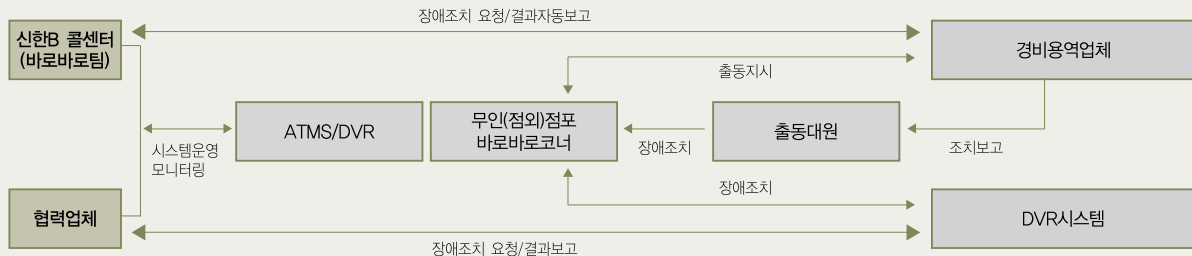 장애조치 요청/결과자동보고
신한B 콜센터
(바로바로팀)
경비용역업체
출동지시
ATMS/DVR
무인(점외)점포
바로바로코너
출동대원
시스템운영
모니터링
장애조치
조치보고
장애조치
협력업체
DVR시스템
장애조치 요청/결과보고